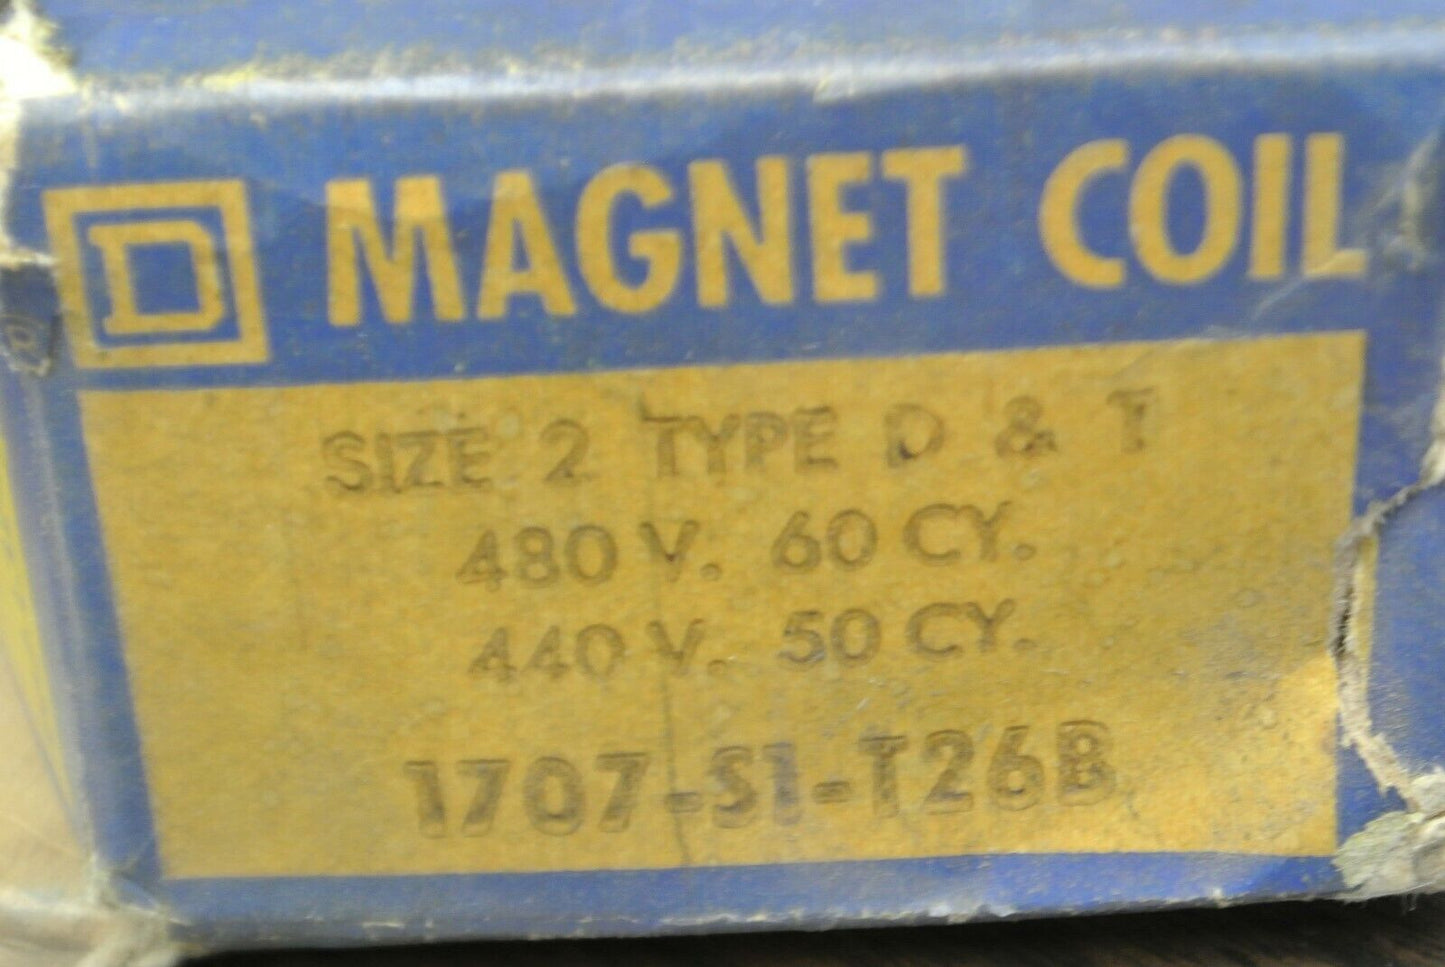 D MAGNET COIL
SIZE 2 TYPE D & T
480 V. 60 CY.
440 V. 50 CY.
1707-S1-T26B